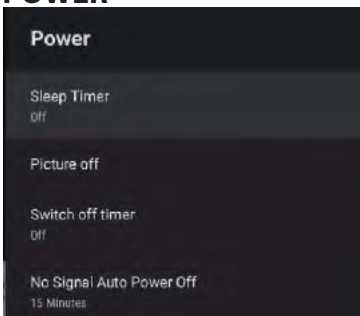 POWER
Power
Sleep Timer
Off
Picture off
Switch off timer
Off
No Signal Auto Power Off
15 Minutes